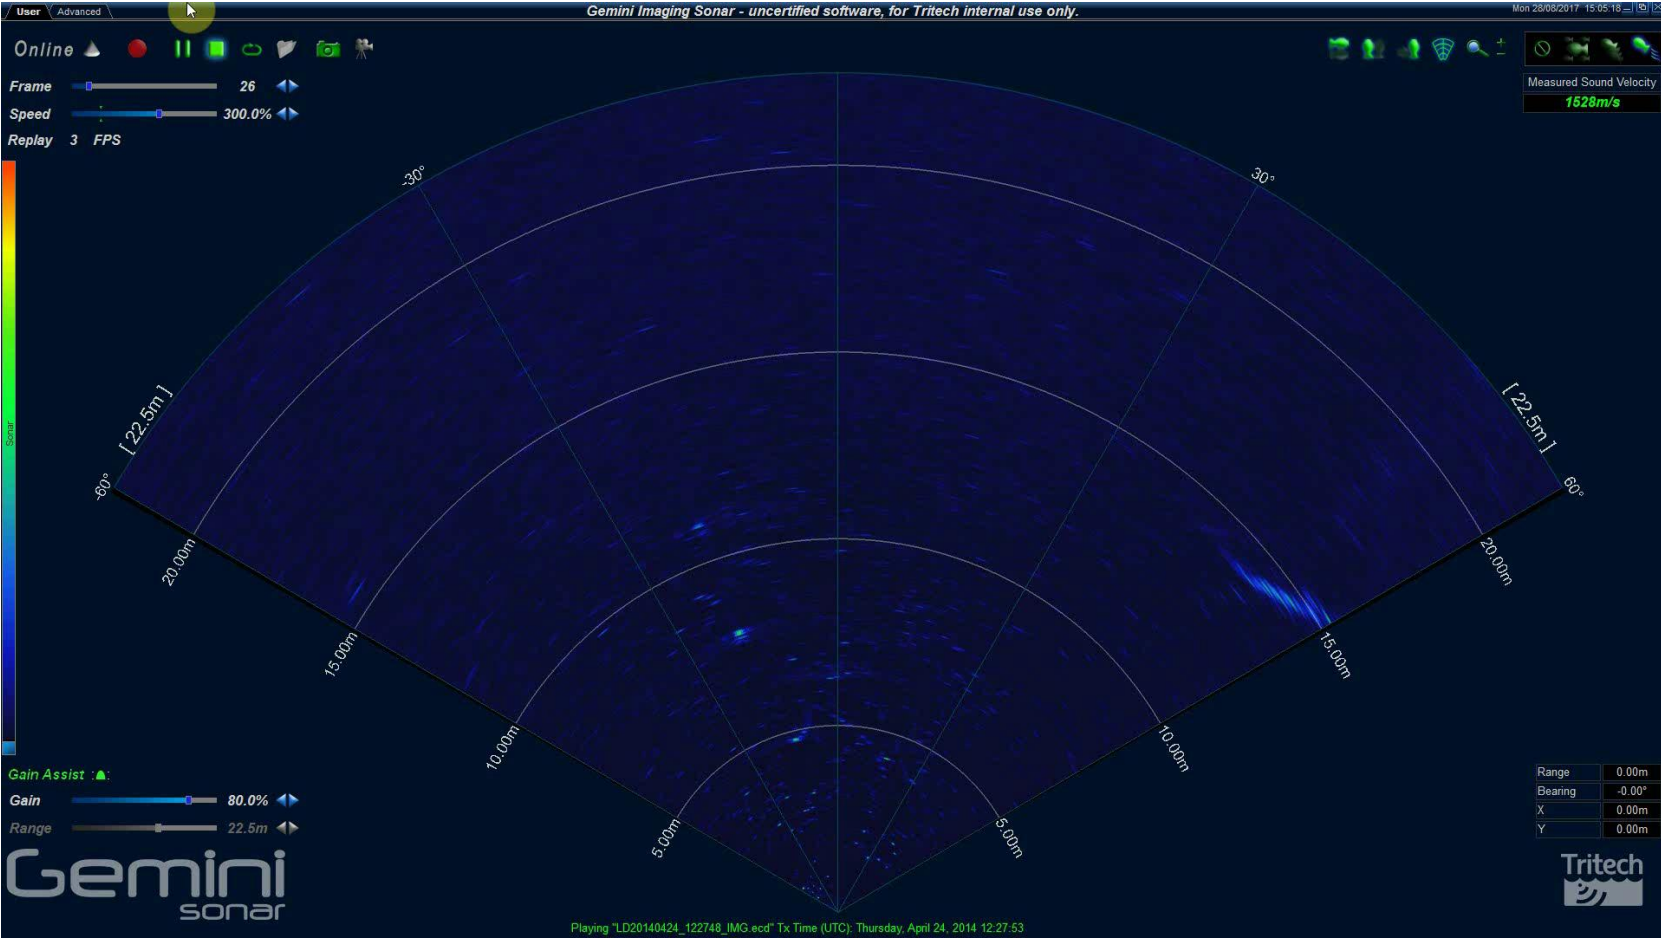 User Advanced Gemini Imaging Sonar - uncertified software, for Tritech internal use only. Mon 28/08/2017 15:05:18
Online
Frame 26
Speed 300.0%
Replay 3 FPS
Measured Sound Velocity
1528m/s
-30° 30°
[ 22.5m ] [ 22.5m ]
-60° 60°
Sonar
20.00m 20.00m
15.00m 15.00m
10.00m 10.00m
5.00m 5.00m
Gain Assist :
Gain 80.0%
Range 22.5m
Range 0.00m
Bearing -0.00°
X 0.00m
Y 0.00m
Gemini
sonar
Tritech
Playing "LD20140424_122748_IMG.ecd" Tx Time (UTC): Thursday, April 24, 2014 12:27:53